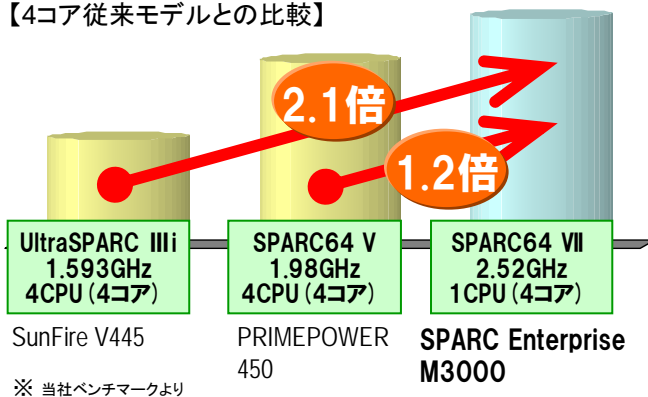 【4コア従来モデルとの比較】
2.1倍
1.2倍
UltraSPARC Ⅲi
1.593GHz
4CPU(4コア)
SPARC64 Ⅴ
1.98GHz
4CPU(4コア)
SPARC64 Ⅶ
2.52GHz
1CPU(4コア)
SunFire V445
PRIMEPOWER
450
SPARC Enterprise
M3000
※ 当社ベンチマークより